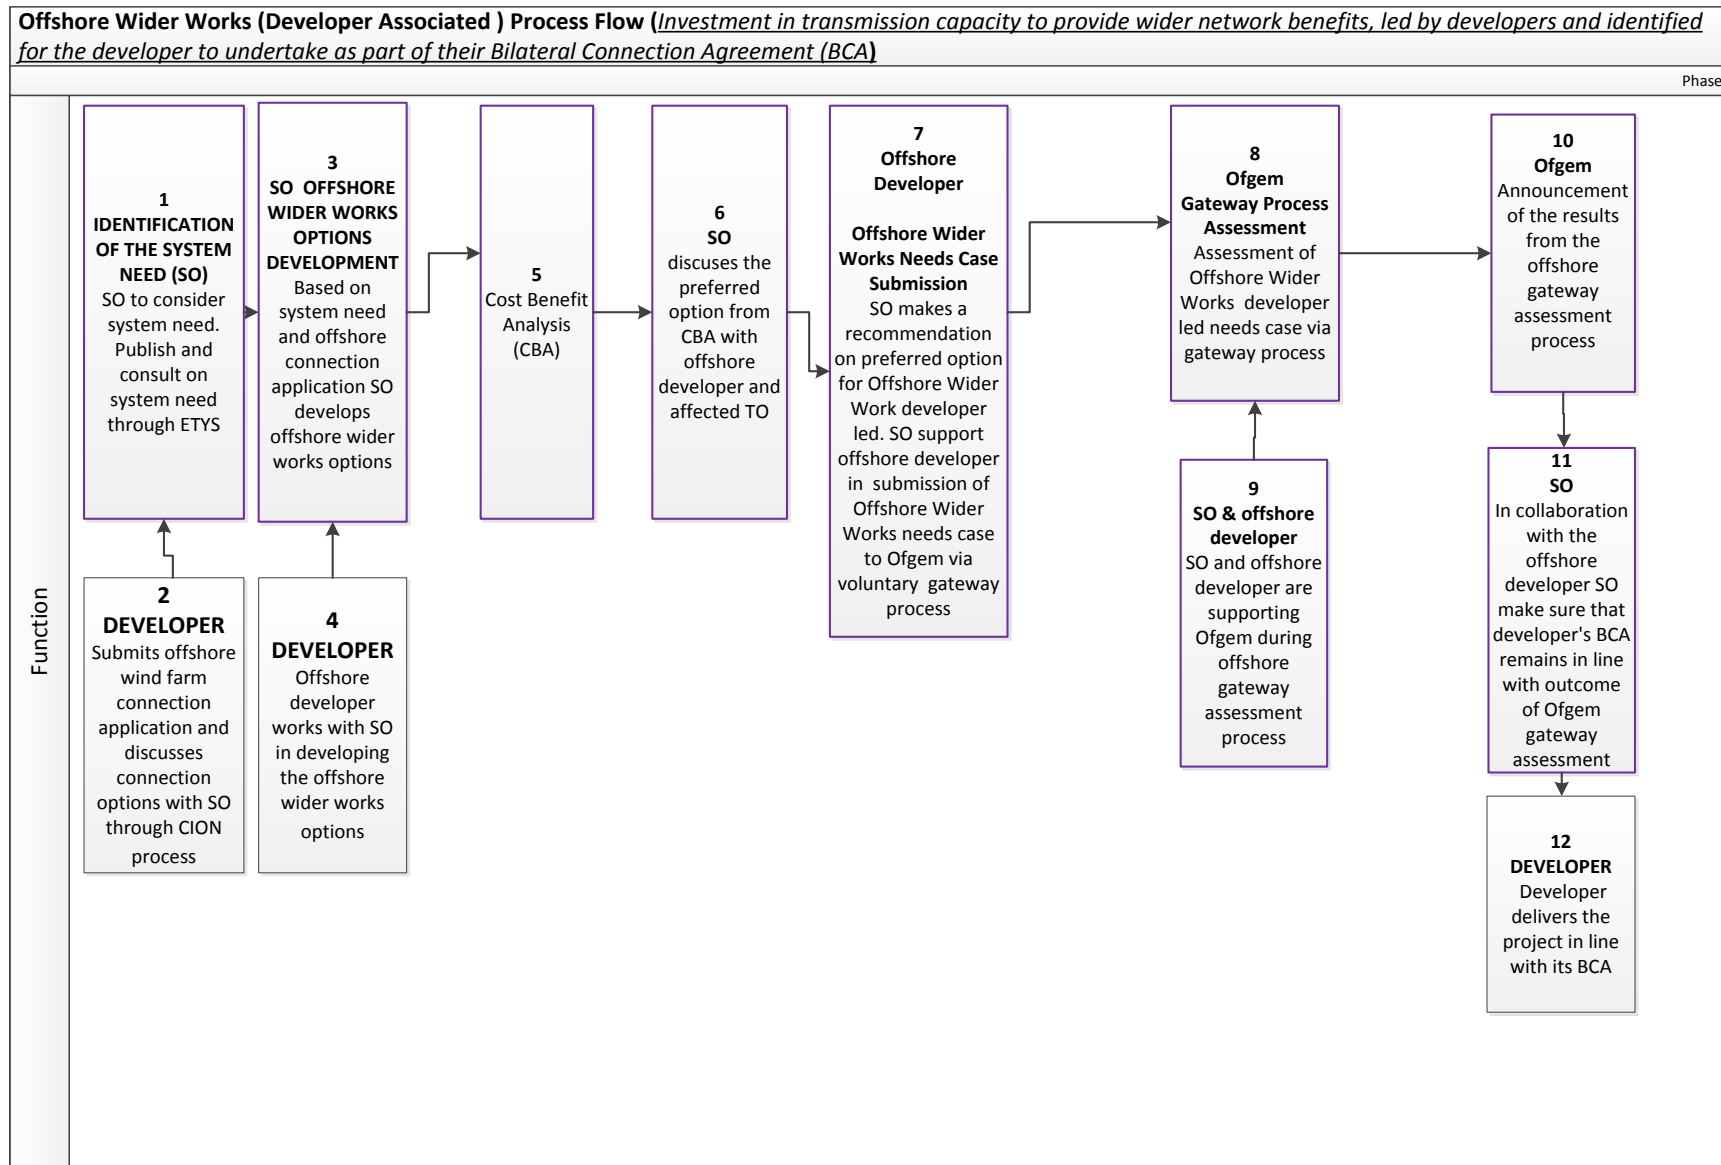 Offshore Wider Works (Developer Associated ) Process Flow (Investment in transmission capacity to provide wider network benefits, led by developers and identified
for the developer to undertake as part of their Bilateral Connection Agreement (BCA)
Phase
Function
1
IDENTIFICATION
OF THE SYSTEM
NEED (SO)
SO to consider
system need.
Publish and
consult on
system need
through ETYS
2
DEVELOPER
Submits offshore
wind farm
connection
application and
discusses
connection
options with SO
through CION
process
3
SO OFFSHORE
WIDER WORKS
OPTIONS
DEVELOPMENT
Based on
system need
and offshore
connection
application SO
develops
offshore wider
works options
4
DEVELOPER
Offshore
developer
works with SO
in developing
the offshore
wider works
options
5
Cost Benefit
Analysis
(CBA)
6
SO
discuses the
preferred
option from
CBA with
offshore
developer and
affected TO
7
Offshore
Developer
Offshore Wider
Works Needs Case
Submission
SO makes a
recommendation
on preferred option
for Offshore Wider
Work developer
led. SO support
offshore developer
in submission of
Offshore Wider
Works needs case
to Ofgem via
voluntary gateway
process
8
Ofgem
Gateway Process
Assessment
Assessment of
Offshore Wider
Works developer
led needs case via
gateway process
9
SO & offshore
developer
SO and offshore
developer are
supporting
Ofgem during
offshore
gateway
assessment
process
10
Ofgem
Announcement
of the results
from the
offshore
gateway
assessment
process
11
SO
In collaboration
with the
offshore
developer SO
make sure that
developer's BCA
remains in line
with outcome
of Ofgem
gateway
assessment
12
DEVELOPER
Developer
delivers the
project in line
with its BCA